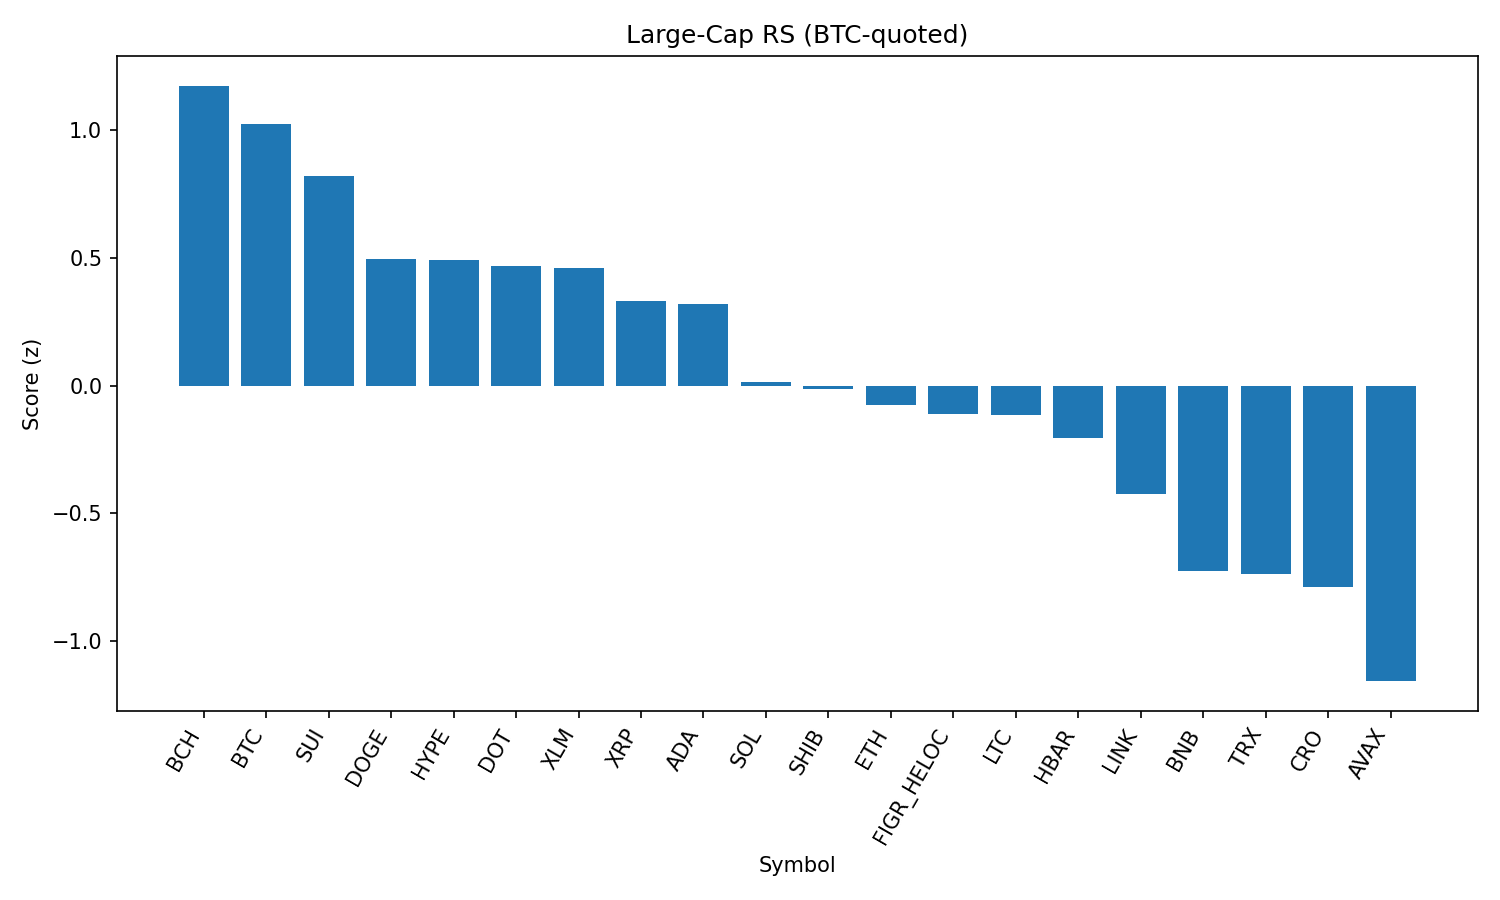 Large-Cap RS (BTC-quoted)
Score (z)
1.0
0.5
0.0
−0.5
−1.0
BCH
BTC
SUI
DOGE
HYPE
DOT
XLM
XRP
ADA
SOL
SHIB
ETH
FIGR_HELOC
LTC
HBAR
LINK
BNB
TRX
CRO
AVAX
Symbol